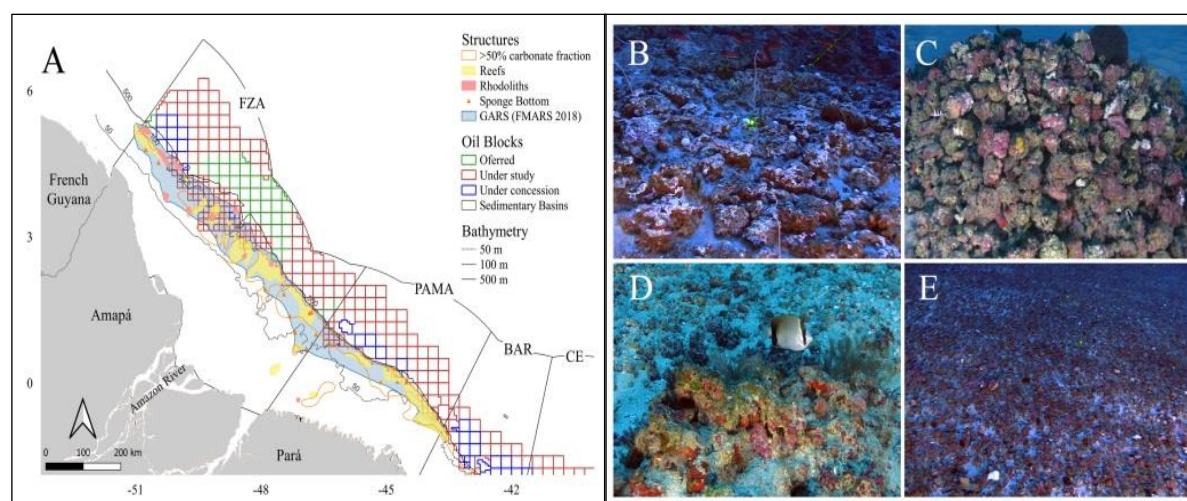 A
6
3
0
-51
-48
-45
-42
500
50
FZA
French
Guyana
Amapá
Amazon River
Pará
PAMA
BAR
CE
50
0
100
200 km
Structures
>50% carbonate fraction
Reefs
Rhodoliths
Sponge Bottom
GARS (FMARS 2018)
Oil Blocks
Oferred
Under study
Under concession
Sedimentary Basins
Bathymetry
50 m
100 m
500 m
B
C
D
E